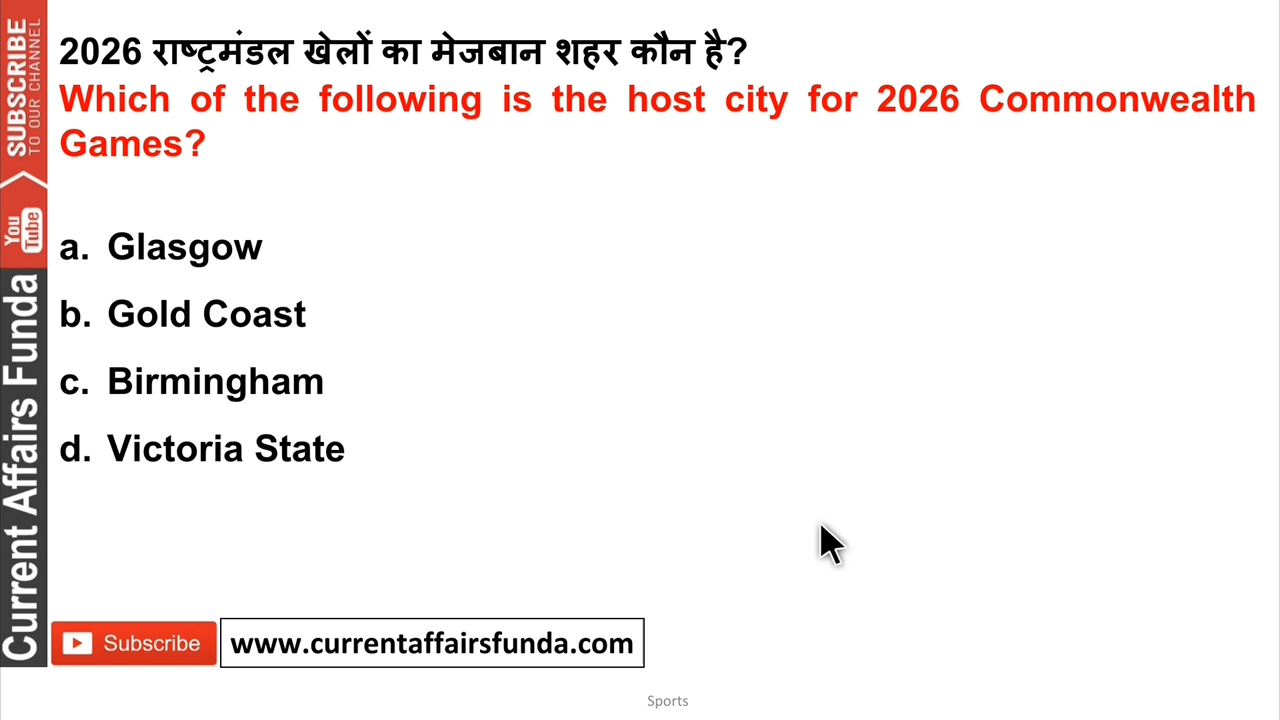 2026 राष्ट्रमंडल खेलों का मेजबान शहर कौन है?
Which of the following is the host city for 2026 Commonwealth
Games?
a. Glasgow
b. Gold Coast
c. Birmingham
d. Victoria State
SUBSCRIBE
TO OUR CHANNEL
You
Tube
Current Affairs Funda
Subscribe
www.currentaffairsfunda.com
Sports